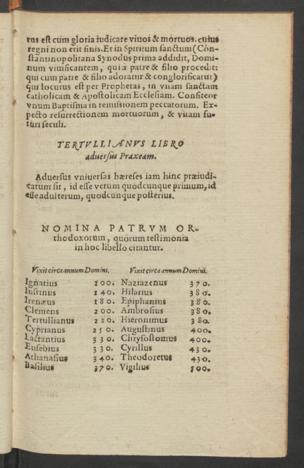 rus est cum gloria iudicare viuos & mortuos. cuius
regni non erit finis. Et in Spiritum sanctum (Con-
stantinopolitana Synodus prima addidit, Domi-
num viuificantem, qui a patre & filio procedit:
qui cum patre & filio adoratur & conglorificatur)
qui locutus est per Prophetas, in vnam sanctam
Catholicam & Apostolicam Ecclesiam. Confiteor
vnum Baptisma in remissionem peccatorum. Ex-
pecto resurrectionem mortuorum, & vitam fu-
turi seculi.
TERTVLLIANVS LIBRO
aduersus Praxeam.
Aduersus vniuersas hæreses iam hinc præiudi-
catum sit, id esse verum quodcunque primum, id
esse adulterum, quodcunque posterius.
NOMINA PATRVM OR-
thodoxorum, quorum testimonia
in hoc libello citantur.
Vixit circa annum Domini. Vixit circa annum Domini.
Ignatius 100. Naziazenus 370.
Iustinus 140. Hilarius 380.
Irenæus 180. Epiphanius 380.
Clemens 200. Ambrosius 380.
Tertullianus 210. Hieronimus 380.
Cyprianus 250. Augustinus 400.
Lactantius 330. Chrysostomus 400.
Eusebius 330. Cyrillus 430.
Athanasius 340. Theodoretus 430.
Basilius 370. Vigilius 500.